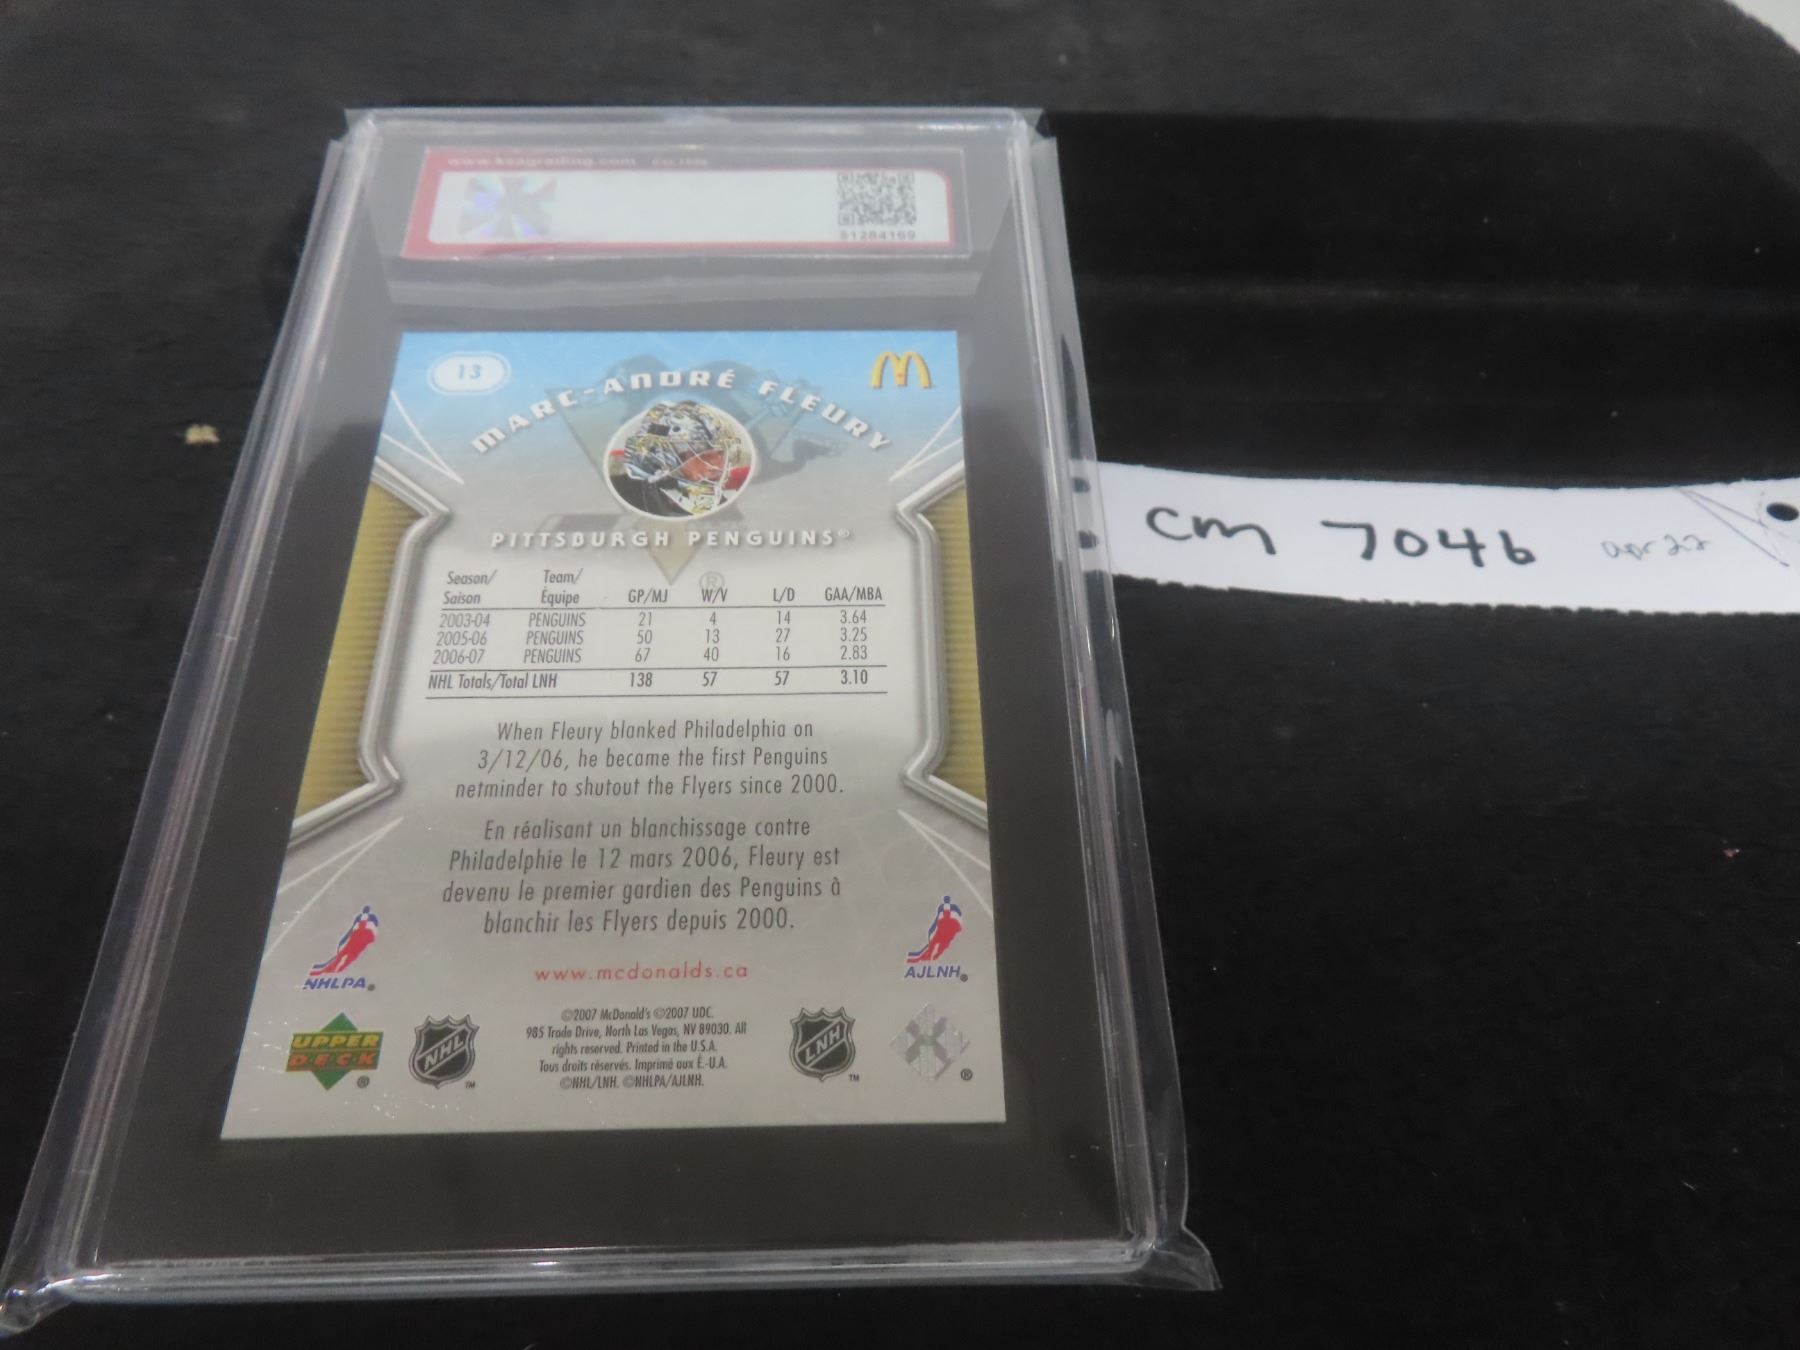 www.ksagrading.com
51284169
13
M
MARC-ANDRÉ FLEURY
PITTSBURGH PENGUINS®
Season/ Team/
Saison Équipe GP/MJ W/V L/D GAA/MBA
2003-04 PENGUINS 21 4 14 3.64
2005-06 PENGUINS 50 13 27 3.25
2006-07 PENGUINS 67 40 16 2.83
NHL Totals/Total LNH 138 57 57 3.10
When Fleury blanked Philadelphia on
3/12/06, he became the first Penguins
netminder to shutout the Flyers since 2000.
En réalisant un blanchissage contre
Philadelphie le 12 mars 2006, Fleury est
devenu le premier gardien des Penguins à
blanchir les Flyers depuis 2000.
www.mcdonalds.ca
NHLPA®
AJLNH®
UPPER
DECK®
NHL™
©2007 McDonald's ©2007 UDC.
985 Trade Drive, North Las Vegas, NV 89030. All
rights reserved. Printed in the U.S.A.
Tous droits réservés. Imprimé aux É.-U.A.
©NHL/LNH. ©NHLPA/AJLNH.
LNH™
®
cm 7046 apr 22